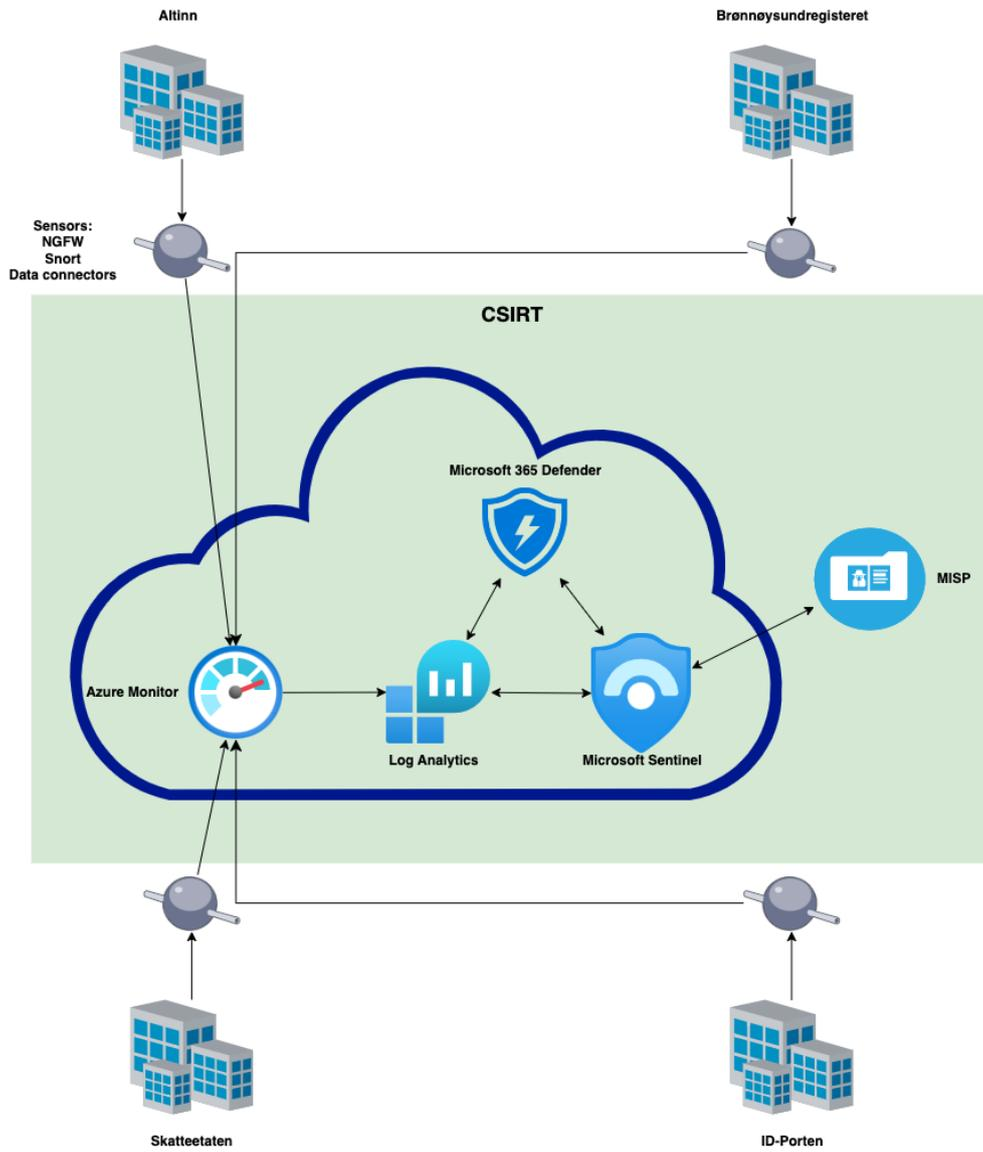 Altinn
Brønnøysundregisteret
Sensors:
NGFW
Snort
Data connectors
CSIRT
Microsoft 365 Defender
MISP
Azure Monitor
Log Analytics
Microsoft Sentinel
Skatteetaten
ID-Porten